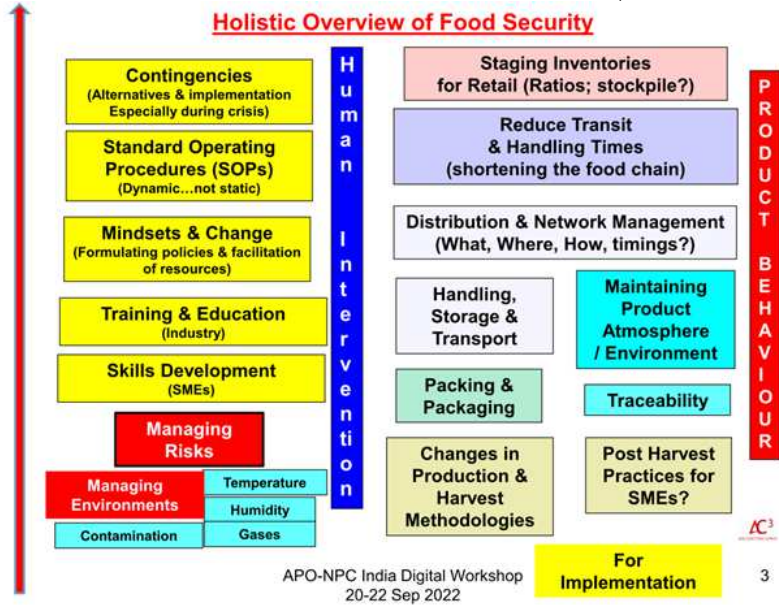 Holistic Overview of Food Security
Contingencies
(Alternatives & implementation
Especially during crisis)
Standard Operating
Procedures (SOPs)
(Dynamic...not static)
Mindsets & Change
(Formulating policies & facilitation
of resources)
Training & Education
(Industry)
Skills Development
(SMEs)
Managing
Risks
Managing
Environments
Temperature
Humidity
Contamination
Gases
Human Intervention
Staging Inventories
for Retail (Ratios; stockpile?)
Reduce Transit
& Handling Times
(shortening the food chain)
Distribution & Network Management
(What, Where, How, timings?)
Handling,
Storage &
Transport
Maintaining
Product
Atmosphere
/ Environment
Packing &
Packaging
Traceability
Changes in
Production &
Harvest
Methodologies
Post Harvest
Practices for
SMEs?
PRODUCT BEHAVIOUR
AC3
For
Implementation
APO-NPC India Digital Workshop
20-22 Sep 2022
3